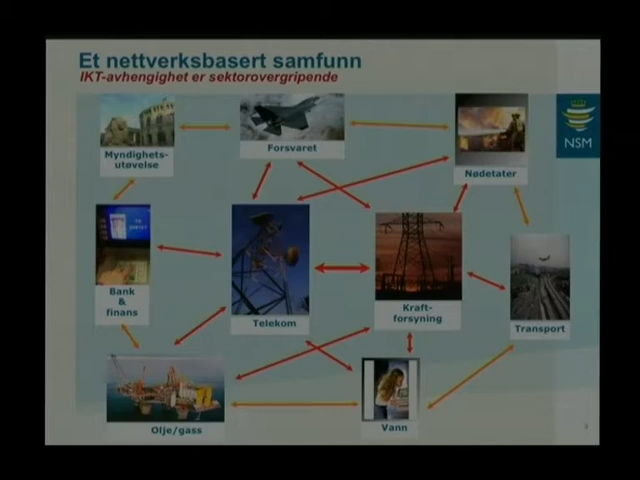 Et nettverksbasert samfunn
IKT-avhengighet er sektorovergripende
NSM
Myndighets-
utøvelse
Forsvaret
Nødetater
Bank
&
finans
Telekom
Kraft-
forsyning
Transport
Olje/gass
Vann